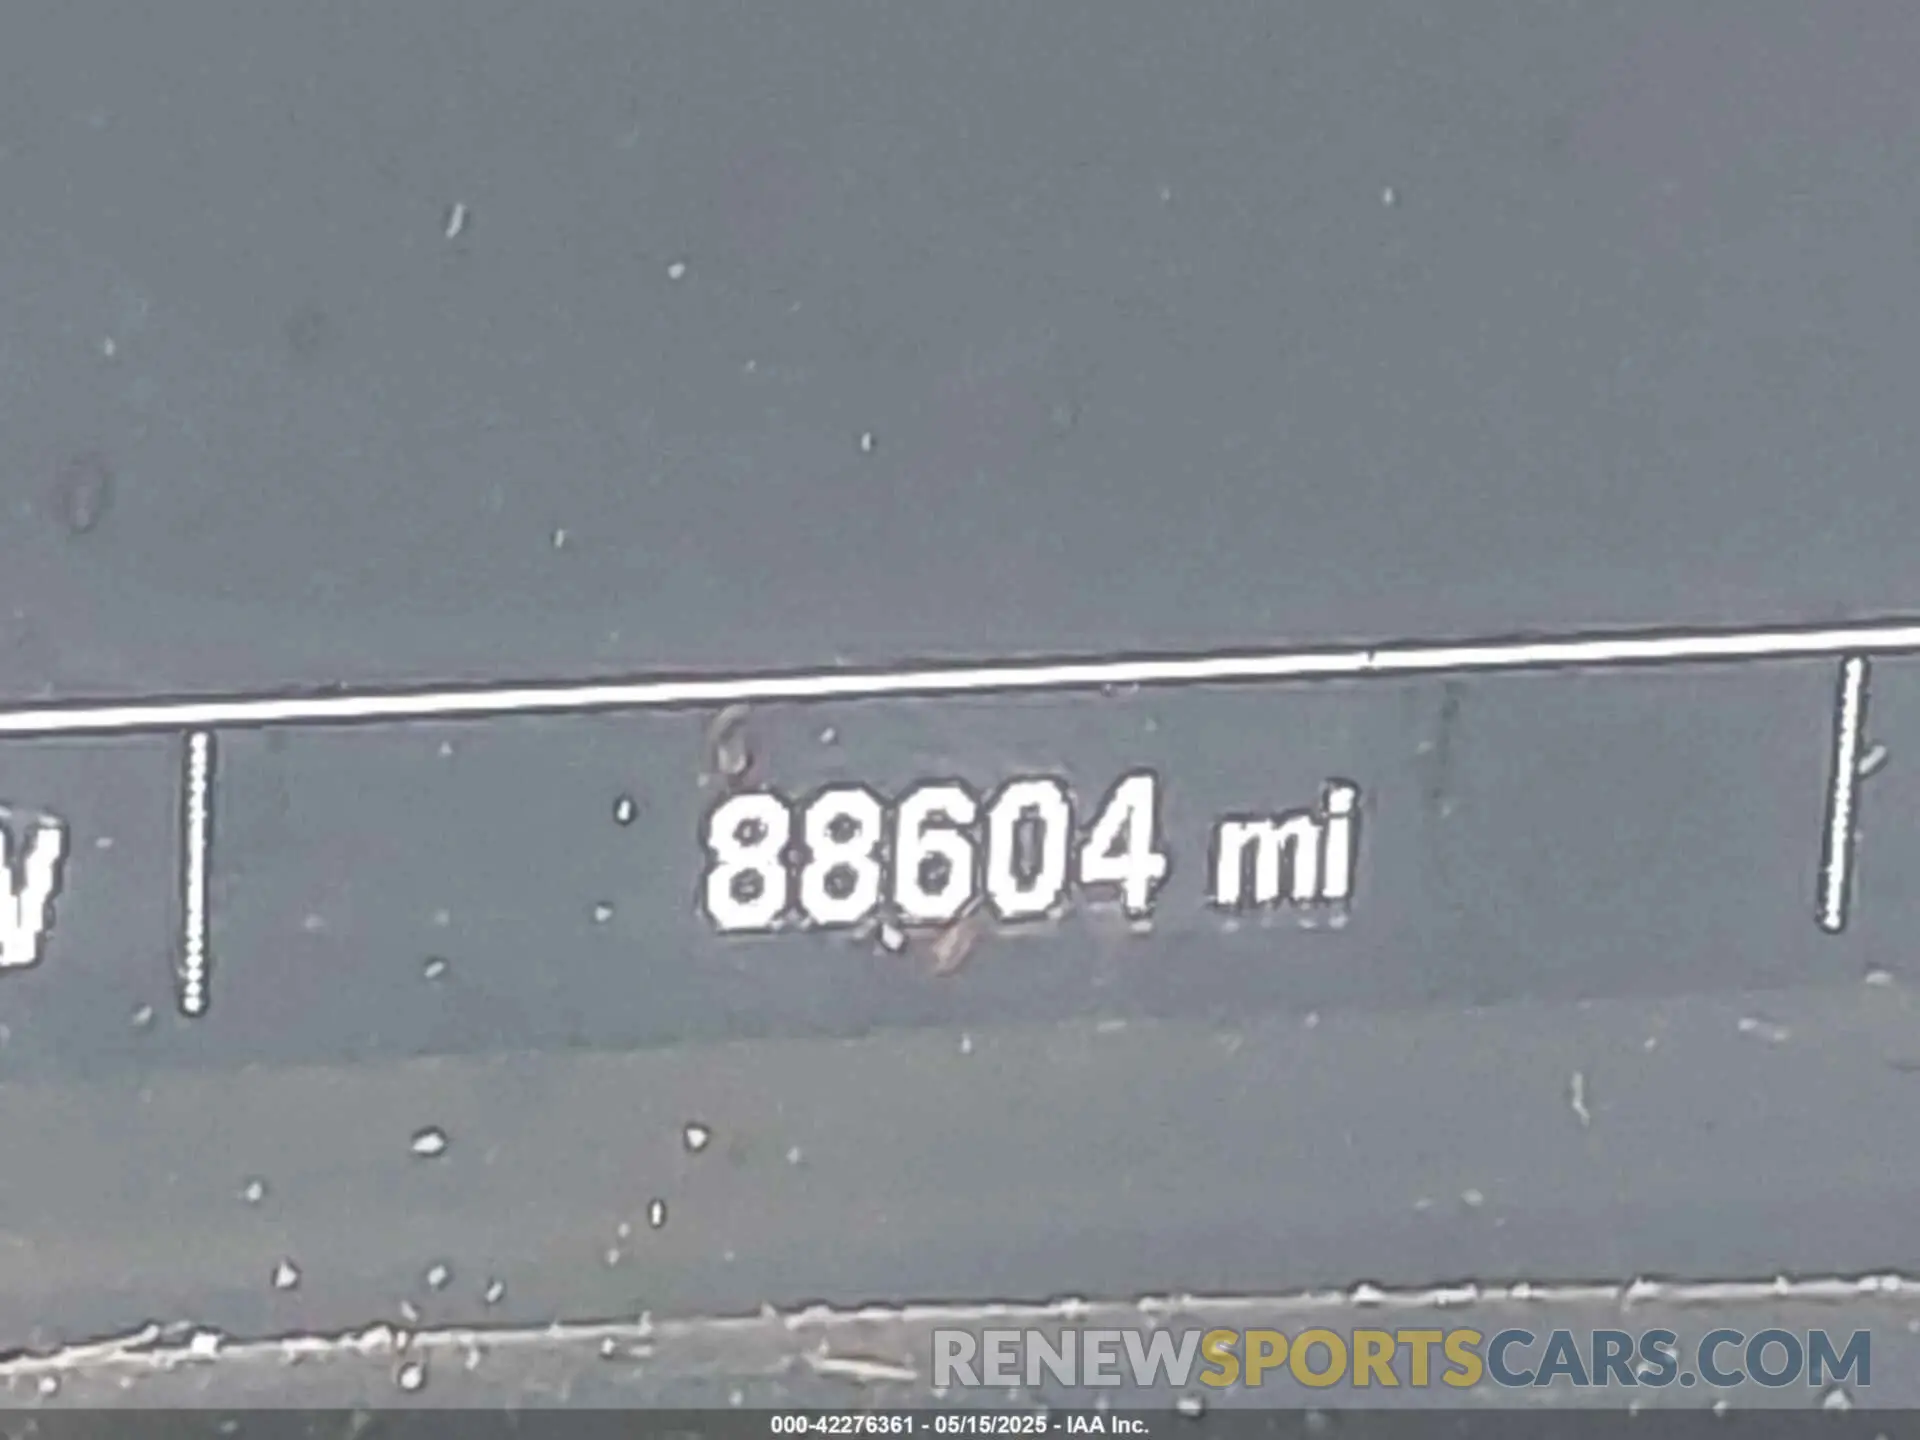 88604 mi
RENEWSPORTSCARS.COM
000-42276361 - 05/15/2025 - IAA Inc.